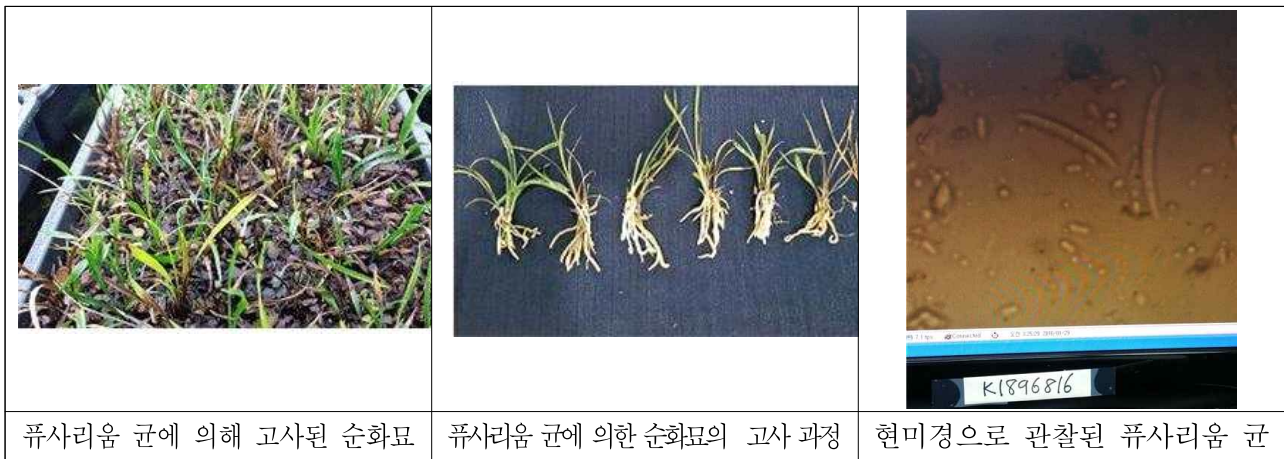 Connected
K1896816
퓨사리움 균에 의해 고사된 순화묘
퓨사리움 균에 의한 순화묘의 고사 과정
현미경으로 관찰된 퓨사리움 균